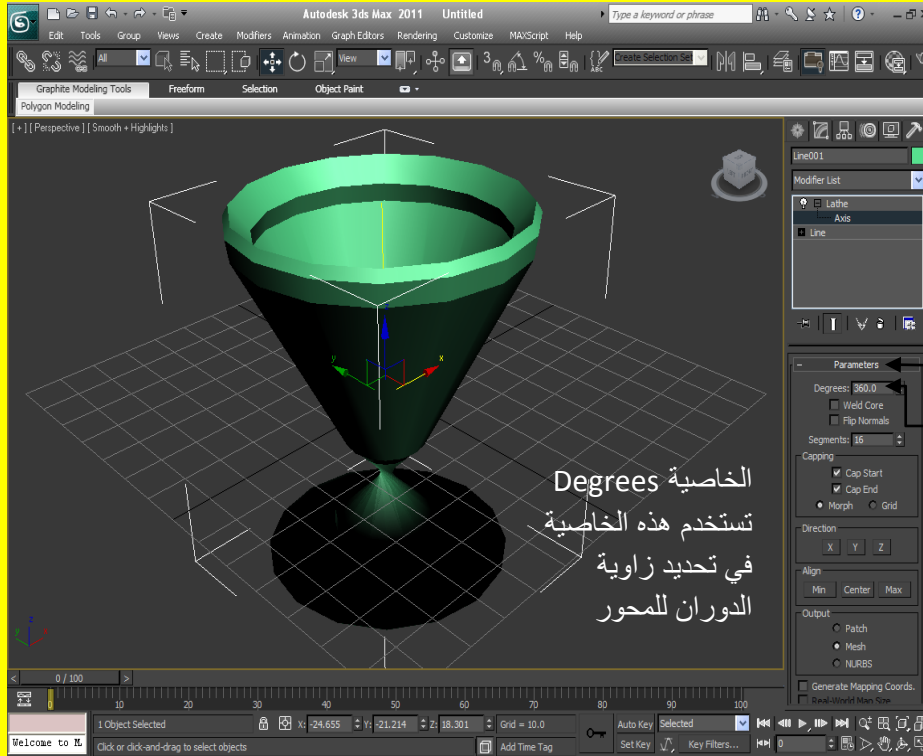 Autodesk 3ds Max 2011 Untitled
Type a keyword or phrase
Edit Tools Group Views Create Modifiers Animation Graph Editors Rendering Customize MAXScript Help
All
View
Create Selection Set
Graphite Modeling Tools Freeform Selection Object Paint
Polygon Modeling
[ + ] [ Perspective ] [ Smooth + Highlights ]
Line001
Modifier List
Lathe
Axis
Line
Parameters
Degrees: 360.0
Weld Core
Flip Normals
Segments: 16
Capping
Cap Start
Cap End
Morph Grid
Direction
X Y Z
Align
Min Center Max
Output
Patch
Mesh
NURBS
Generate Mapping Coords.
Real-World Map Size
y x
الخاصية Degrees
تستخدم هذه الخاصية
في تحديد زاوية
الدوران للمحور
z
y x
0 / 100
0 10 20 30 40 50 60 70 80 90 100
1 Object Selected X: -24.655 Y: -21.214 Z: 18.301 Grid = 10.0 Auto Key Selected
Welcome to M
Click or click-and-drag to select objects Add Time Tag Set Key Key Filters... 0